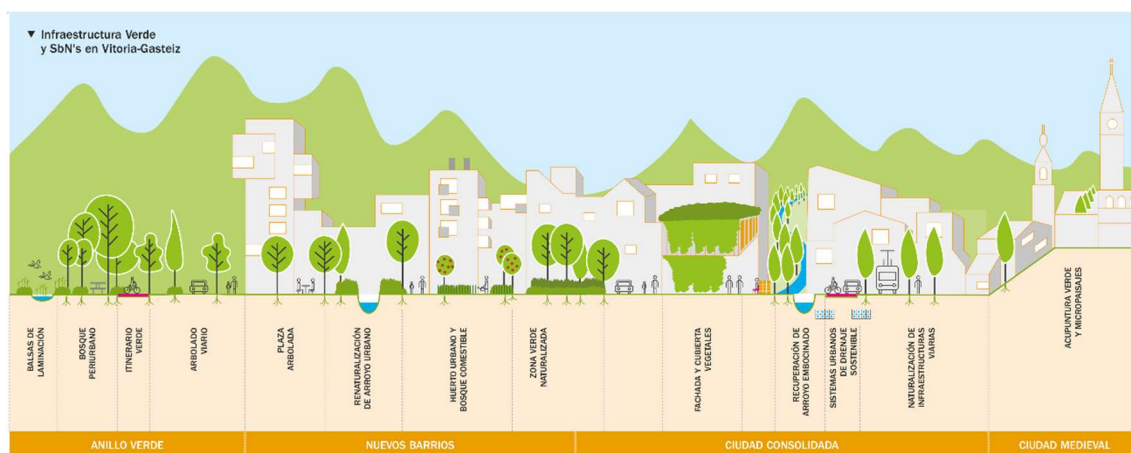 ▼ Infraestructura Verde
y SbN's en Vitoria-Gasteiz
BALSAS DE
LAMINACIÓN
BOSQUE
PERIURBANO
ITINERARIO
VERDE
ARBOLADO
VIARIO
PLAZA
ARBOLADA
RENATURALIZACIÓN
DE ARROYO URBANO
HUERTO URBANO Y
BOSQUE COMESTIBLE
ZONA VERDE
NATURALIZADA
FACHADA Y CUBIERTA
VEGETALES
RECUPERACIÓN DE
ARROYO EMBOCINADO
SISTEMAS URBANOS
DE DRENAJE
SOSTENIBLE
NATURALIZACIÓN DE
INFRAESTRUCTURAS
VIARIAS
ACUPUNTURA VERDE
Y MICROPAISAJES
ANILLO VERDE
NUEVOS BARRIOS
CIUDAD CONSOLIDADA
CIUDAD MEDIEVAL